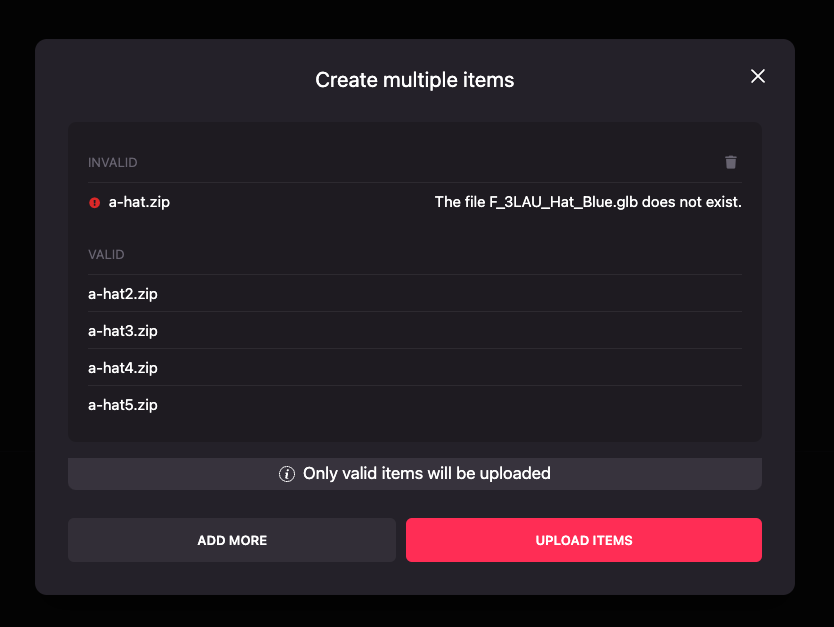 Create multiple items
INVALID
a-hat.zip The file F_3LAU_Hat_Blue.glb does not exist.
VALID
a-hat2.zip
a-hat3.zip
a-hat4.zip
a-hat5.zip
Only valid items will be uploaded
ADD MORE UPLOAD ITEMS